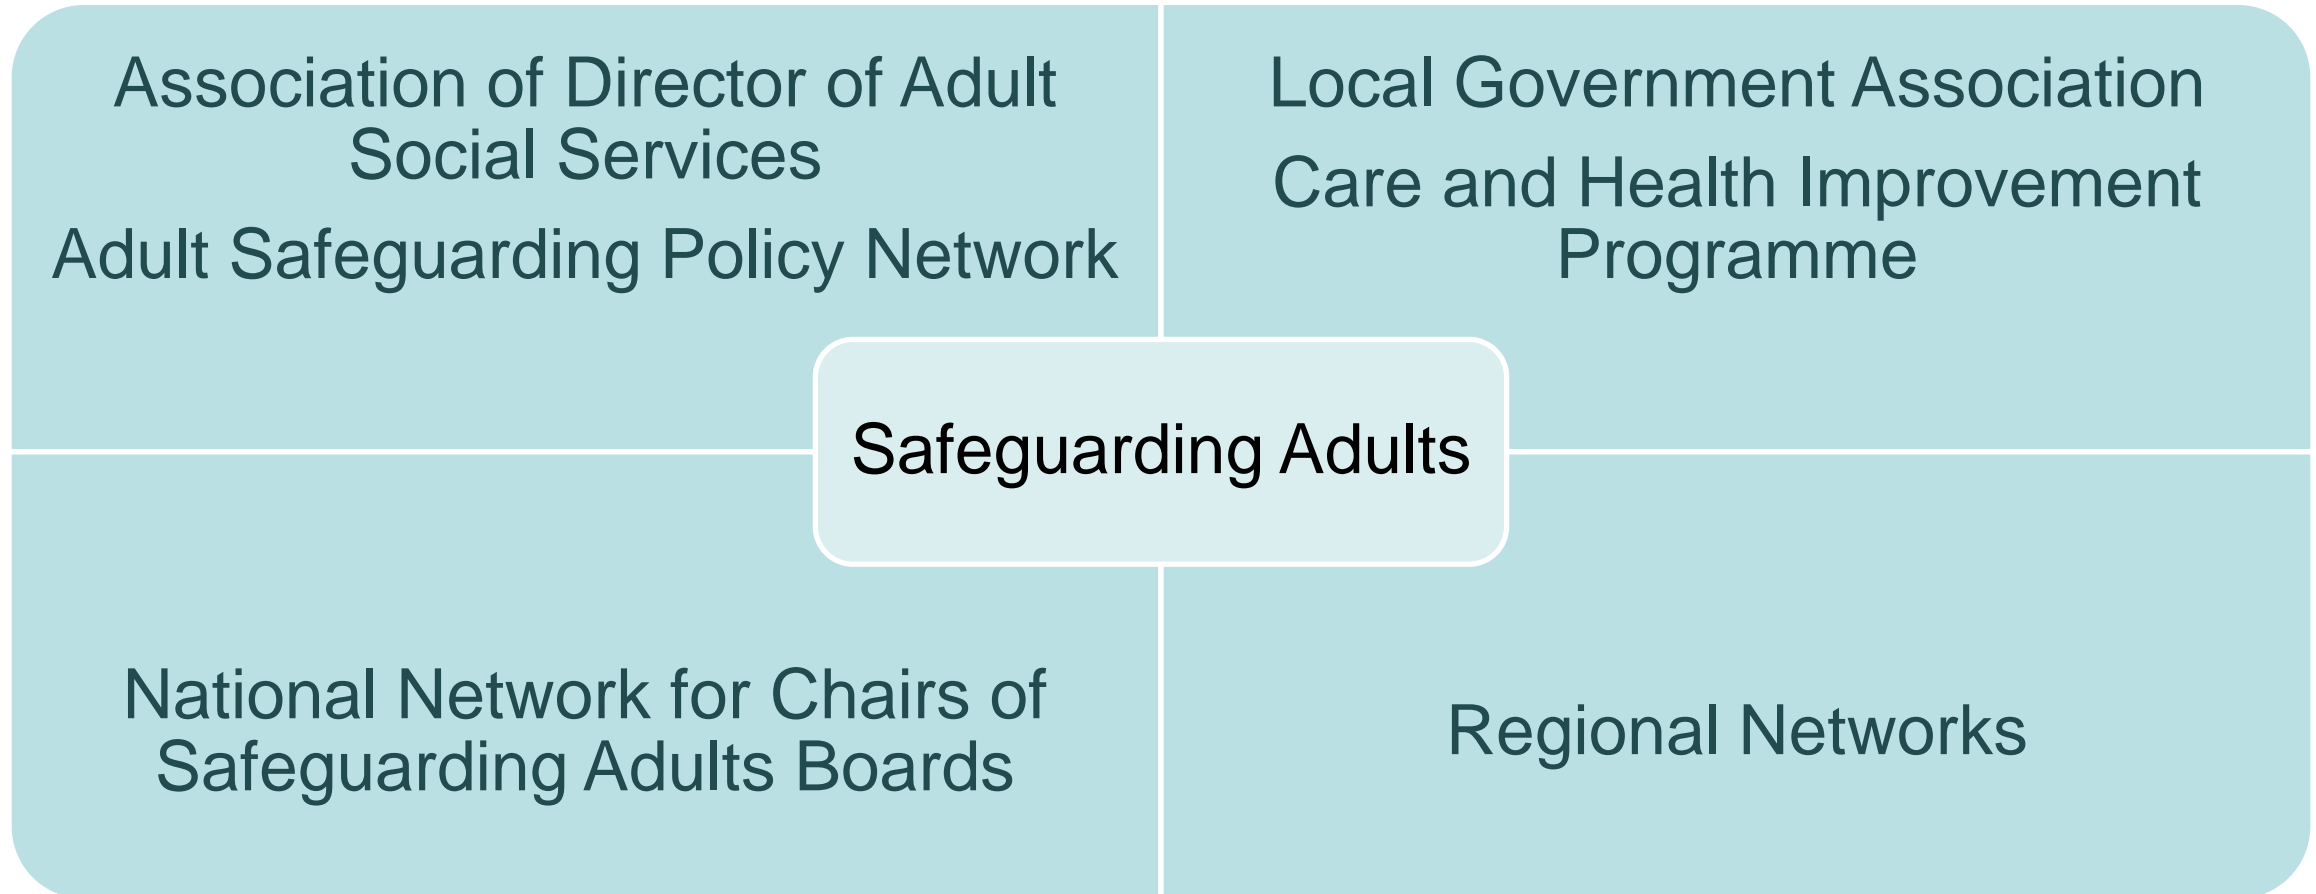 Association of Director of Adult
Social Services
Adult Safeguarding Policy Network
Local Government Association
Care and Health Improvement
Programme
Safeguarding Adults
National Network for Chairs of
Safeguarding Adults Boards
Regional Networks